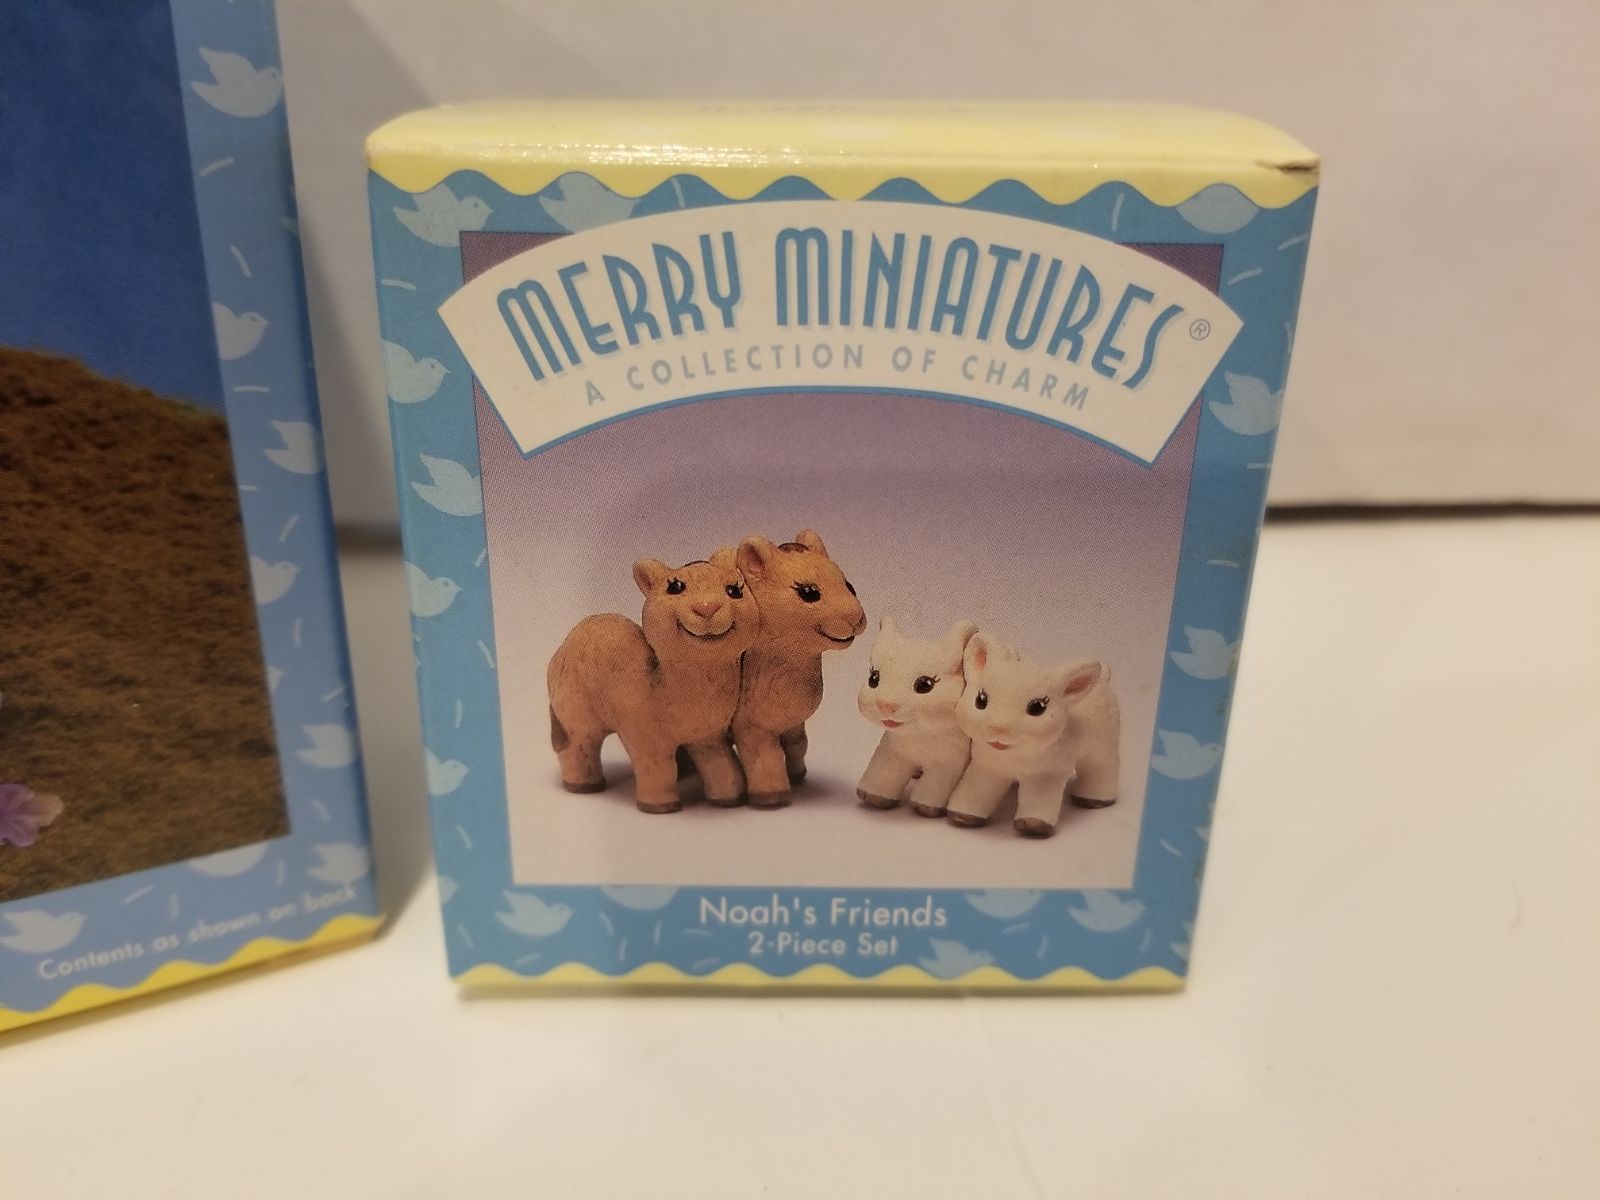 MERRY MINIATURES®
A COLLECTION OF CHARM
Noah's Friends
2-Piece Set
Contents as shown on back